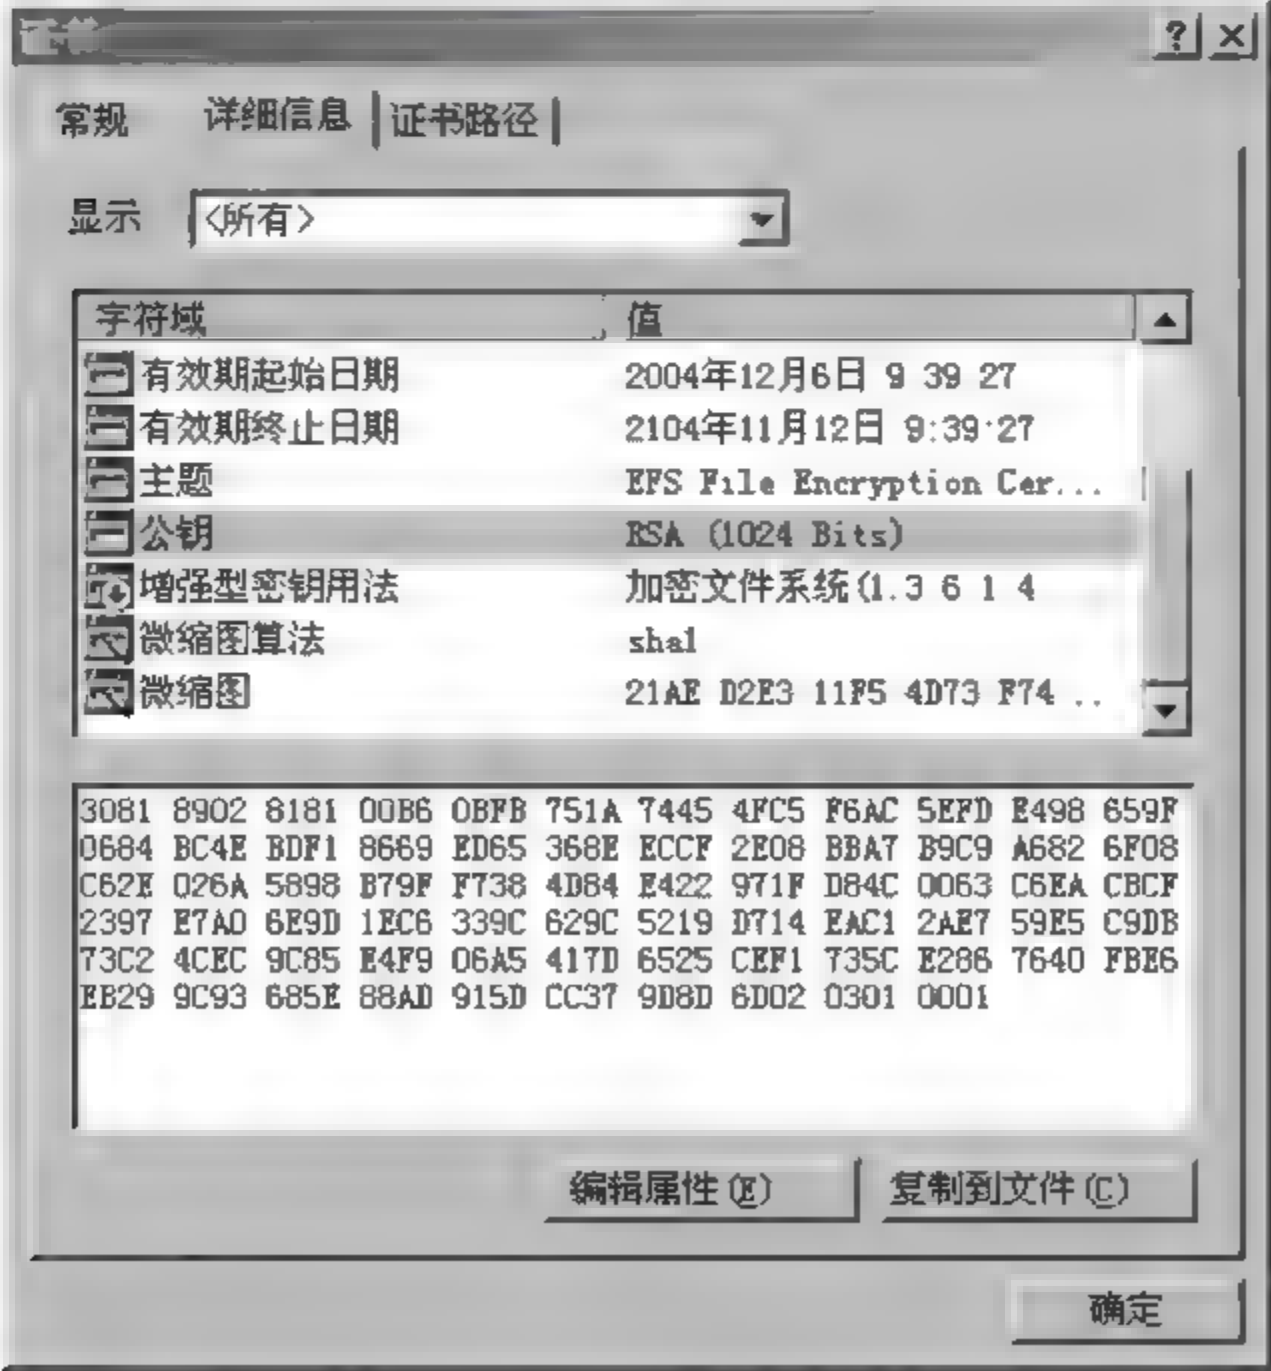 证书
常规 详细信息 证书路径
显示 <所有>
字符域 值
有效期起始日期 2004年12月6日 9 39 27
有效期终止日期 2104年11月12日 9:39:27
主题 EFS File Encryption Cer...
公钥 RSA (1024 Bits)
增强型密钥用法 加密文件系统(1.3 6 1 4
微缩图算法 sha1
微缩图 21AE D2E3 11F5 4D73 F74 ..
3081 8902 8181 00B6 0BFB 751A 7445 4FC5 F6AC 5EFD E498 659F
0684 BC4E BDF1 8669 ED65 368E ECCF 2E08 BBA7 B9C9 A682 6F08
C62E 026A 5898 B79F F738 4D84 E422 971F D84C 0063 C6EA CBCF
2397 E7A0 6E9D 1EC6 339C 629C 5219 D714 EAC1 2AE7 59E5 C9DB
73C2 4CEC 9C85 E4F9 06A5 417D 6525 CEF1 735C E286 7640 FBE6
EB29 9C93 685E 88AD 915D CC37 9D8D 6D02 0301 0001
编辑属性(E) 复制到文件(C)
确定